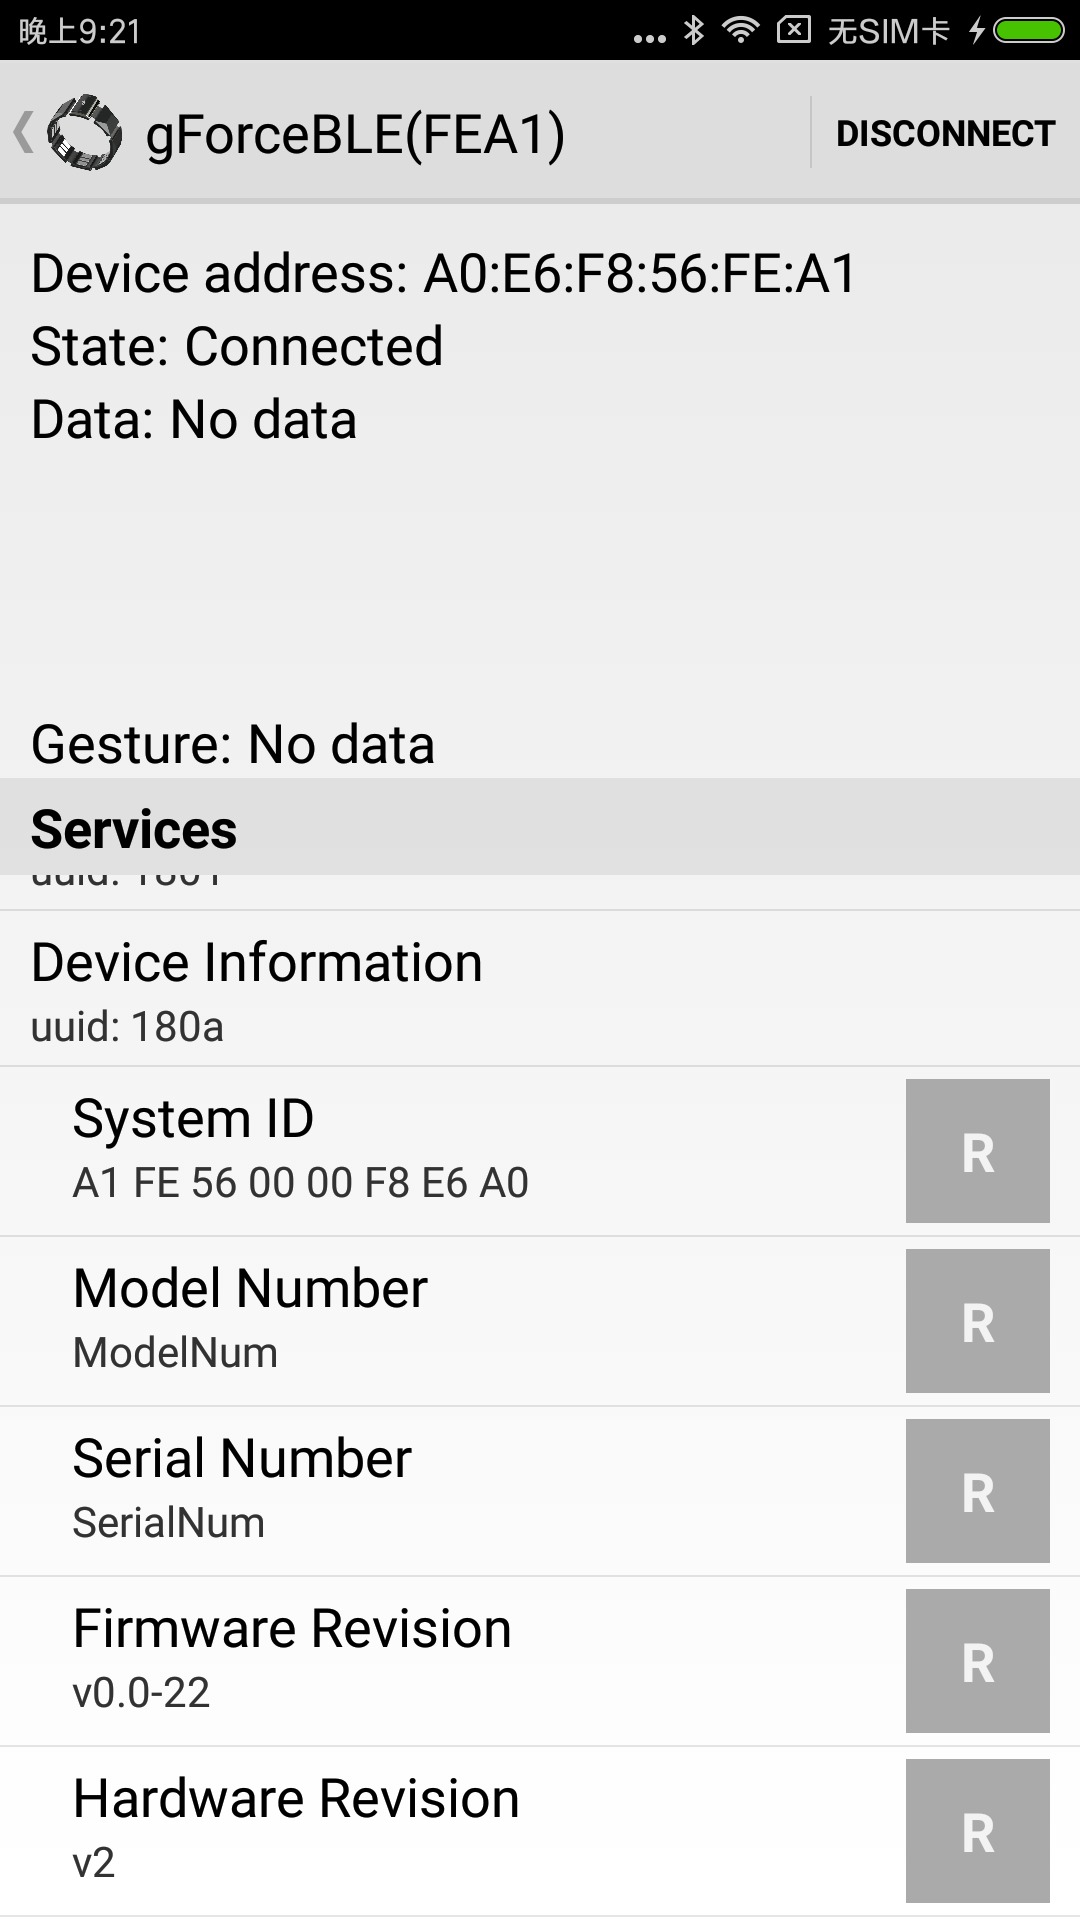 晚上9:21
无SIM卡
gForceBLE(FEA1)
DISCONNECT
Device address: A0:E6:F8:56:FE:A1
State: Connected
Data: No data
Gesture: No data
Services
uuid: 1801
Device Information
uuid: 180a
System ID
A1 FE 56 00 00 F8 E6 A0
R
Model Number
ModelNum
R
Serial Number
SerialNum
R
Firmware Revision
v0.0-22
R
Hardware Revision
v2
R